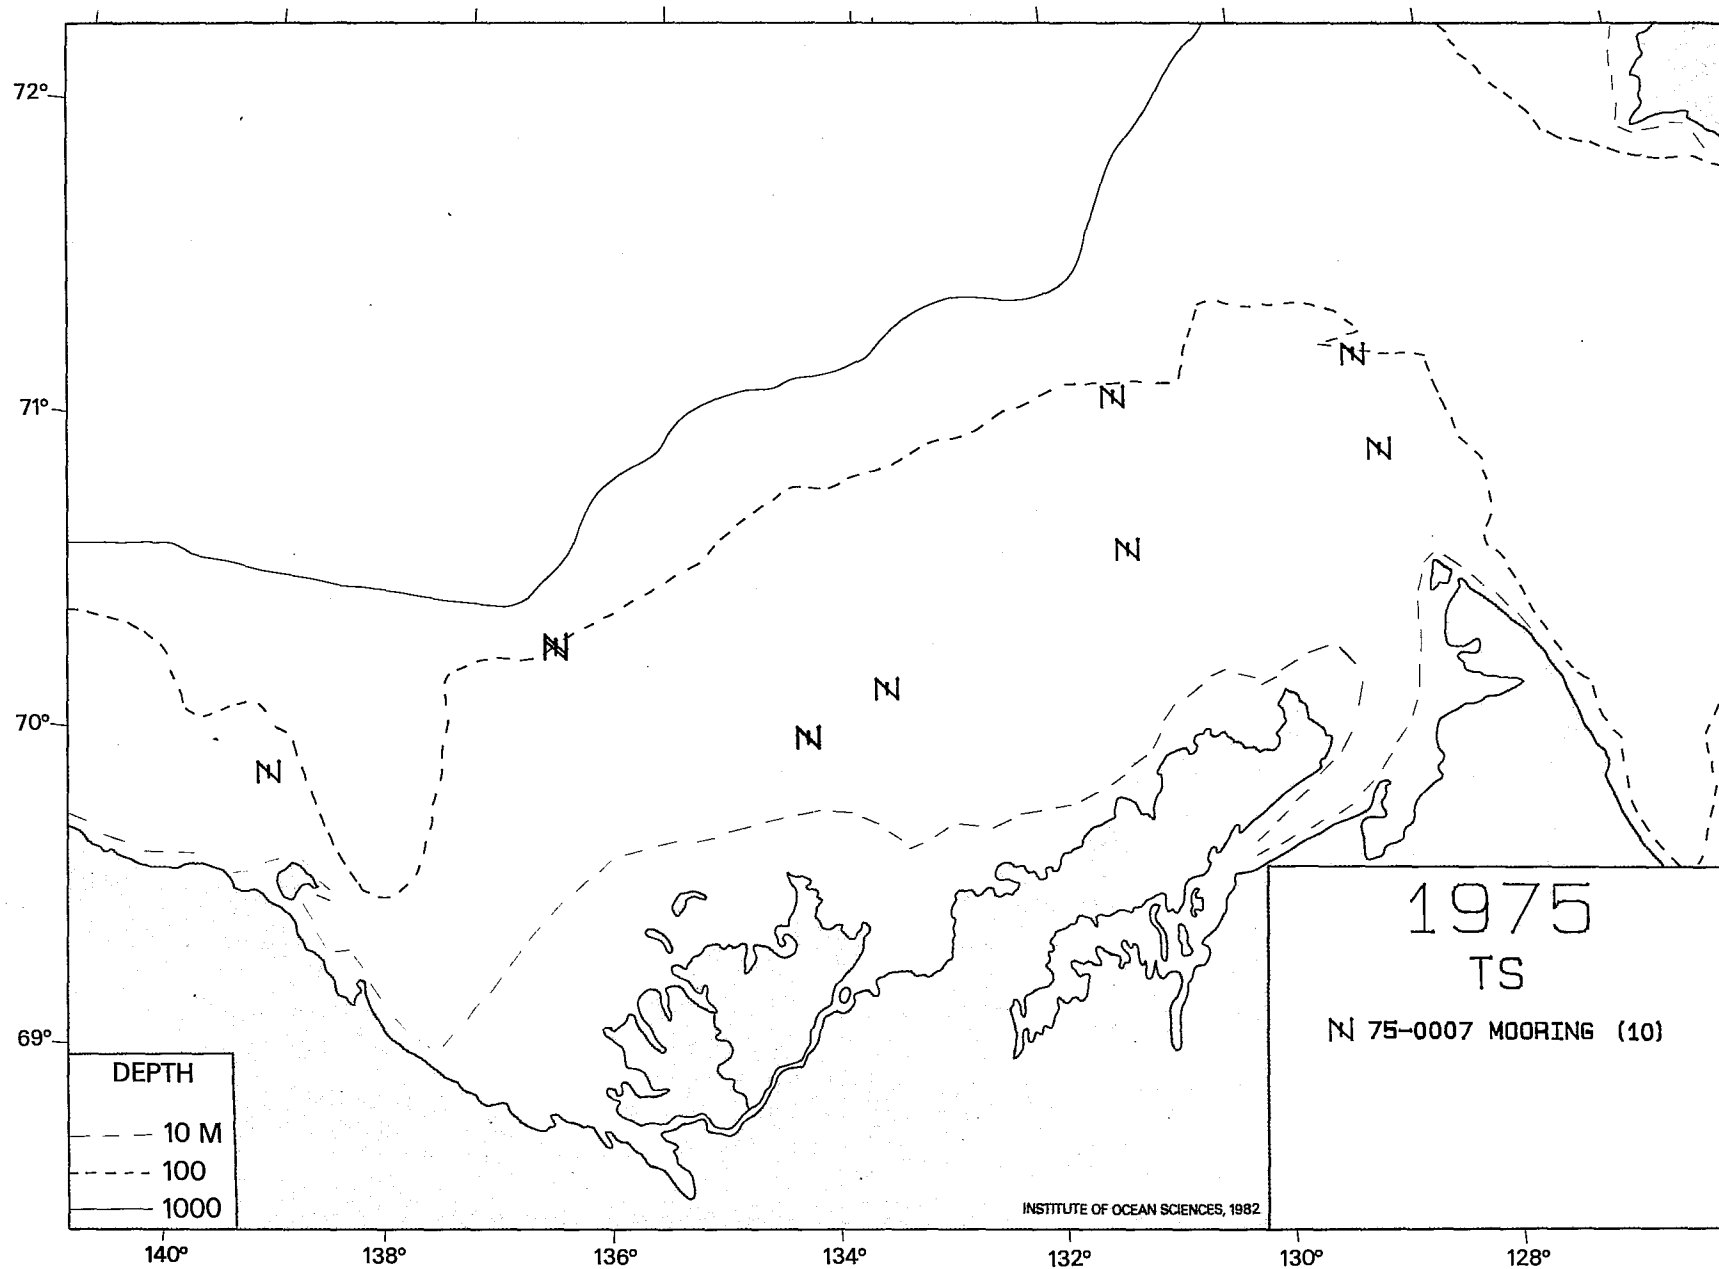 72°
71°
70°
69°
N
N
N
N
N
N
N
N
N
1975
TS
N 75-0007 MOORING (10)
DEPTH
10 M
100
1000
INSTITUTE OF OCEAN SCIENCES, 1982
140° 138° 136° 134° 132° 130° 128°